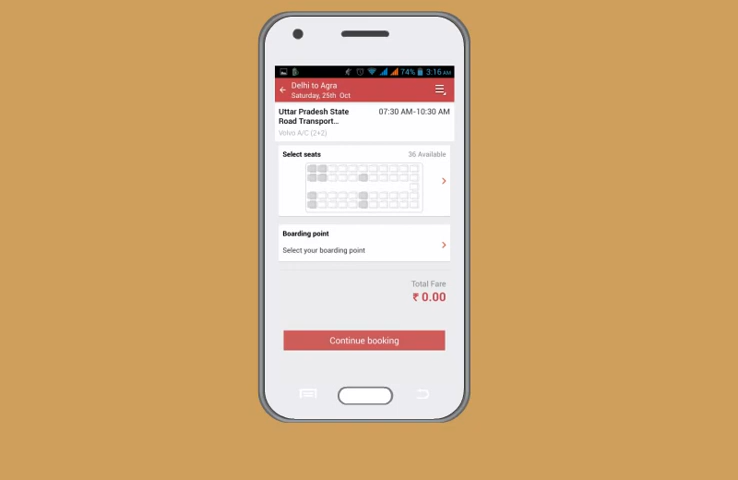 74% 3:16 AM
Delhi to Agra
Saturday, 25th Oct
Uttar Pradesh State
Road Transport...
07:30 AM-10:30 AM
Volvo A/C (2+2)
Select seats
36 Available
Boarding point
Select your boarding point
Total Fare
₹ 0.00
Continue booking